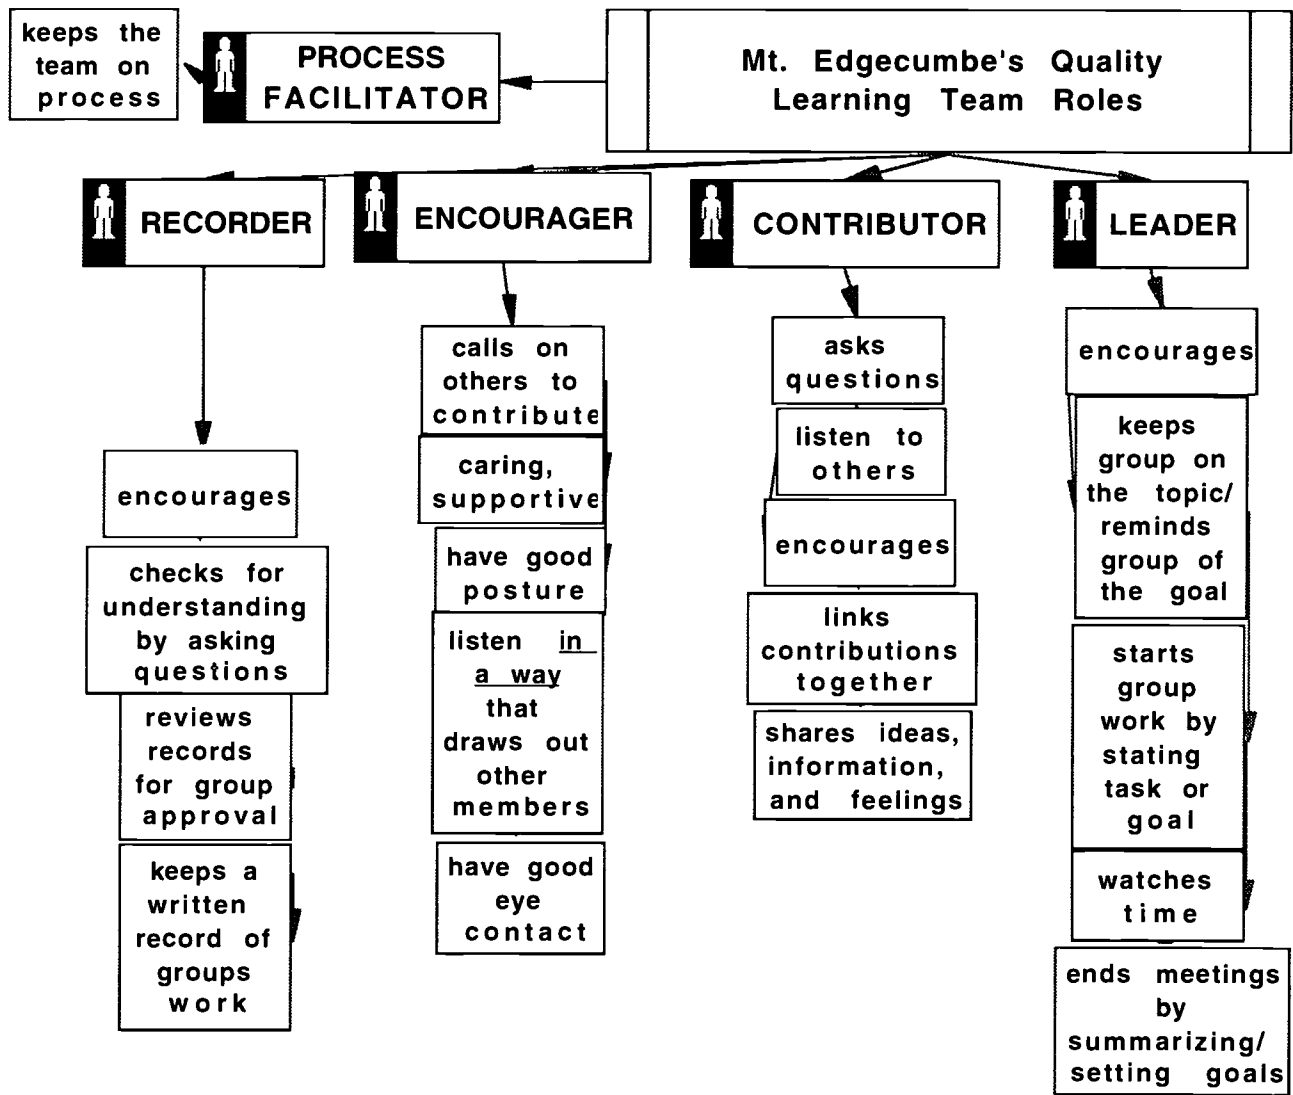 keeps the
team on
process
PROCESS
FACILITATOR
Mt. Edgecumbe's Quality
Learning Team Roles
RECORDER
encourages
checks for
understanding
by asking
questions
reviews
records
for group
approval
keeps a
written
record of
groups
work
ENCOURAGER
calls on
others to
contribute
caring,
supportive
have good
posture
listen in
a way
that
draws out
other
members
have good
eye
contact
CONTRIBUTOR
asks
questions
listen to
others
encourages
links
contributions
together
shares ideas,
information,
and feelings
LEADER
encourages
keeps
group on
the topic/
reminds
group of
the goal
starts
group
work by
stating
task or
goal
watches
time
ends meetings
by
summarizing/
setting goals